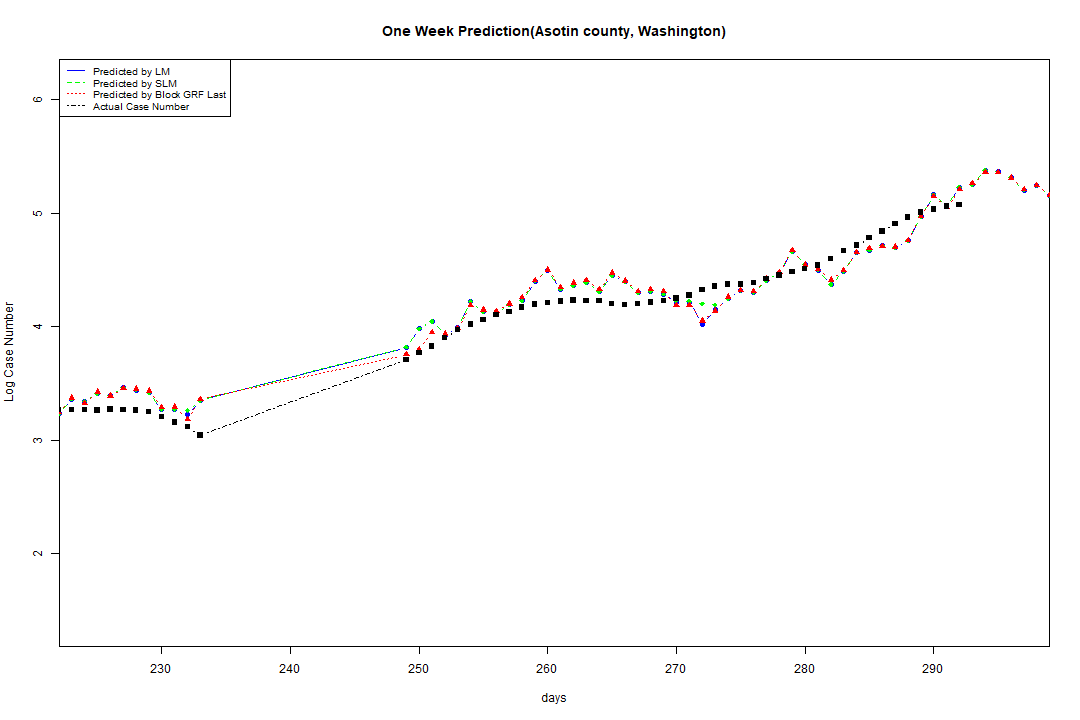 One Week Prediction(Asotin county, Washington)
Predicted by LM
Predicted by SLM
Predicted by Block GRF Last
Actual Case Number
Log Case Number
6
5
4
3
2
230 240 250 260 270 280 290
days